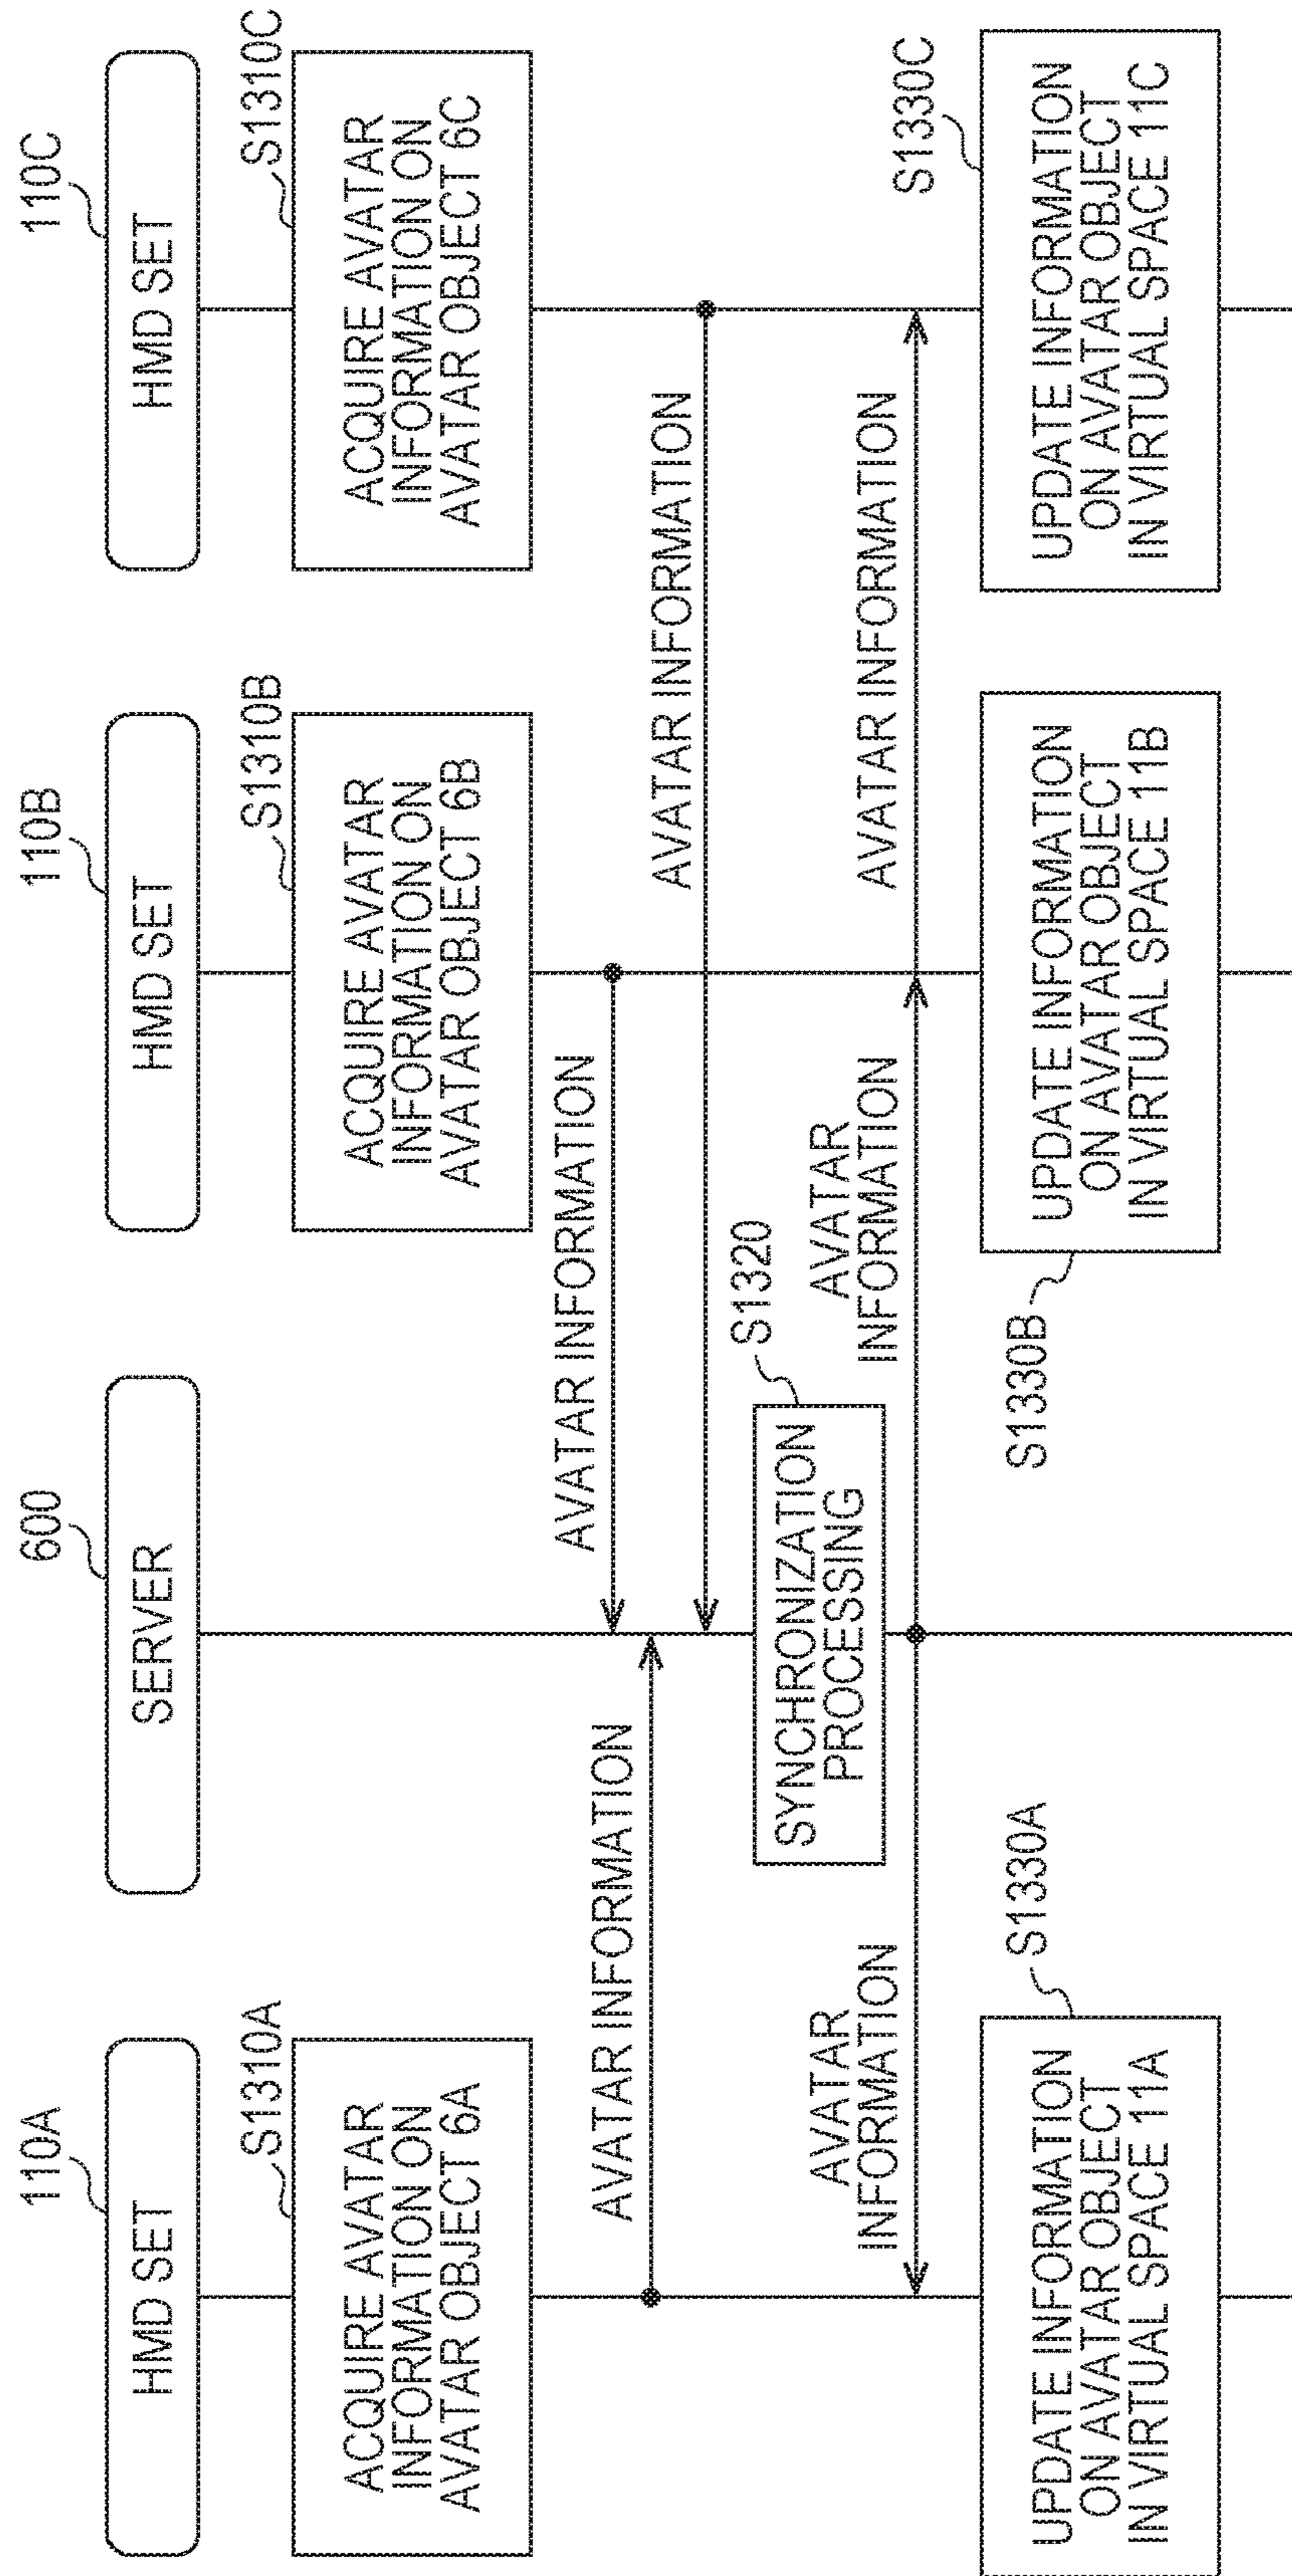 110A
600
110B
110C
HMD SET
SERVER
HMD SET
HMD SET
S1310A
S1310B
S1310C
ACQUIRE AVATAR
INFORMATION ON
AVATAR OBJECT 6A
ACQUIRE AVATAR
INFORMATION ON
AVATAR OBJECT 6B
ACQUIRE AVATAR
INFORMATION ON
AVATAR OBJECT 6C
AVATAR INFORMATION
AVATAR INFORMATION
AVATAR INFORMATION
S1320
SYNCHRONIZATION
PROCESSING
AVATAR
INFORMATION
AVATAR
INFORMATION
AVATAR INFORMATION
S1330A
S1330B
S1330C
UPDATE INFORMATION
ON AVATAR OBJECT
IN VIRTUAL SPACE 11A
UPDATE INFORMATION
ON AVATAR OBJECT
IN VIRTUAL SPACE 11B
UPDATE INFORMATION
ON AVATAR OBJECT
IN VIRTUAL SPACE 11C